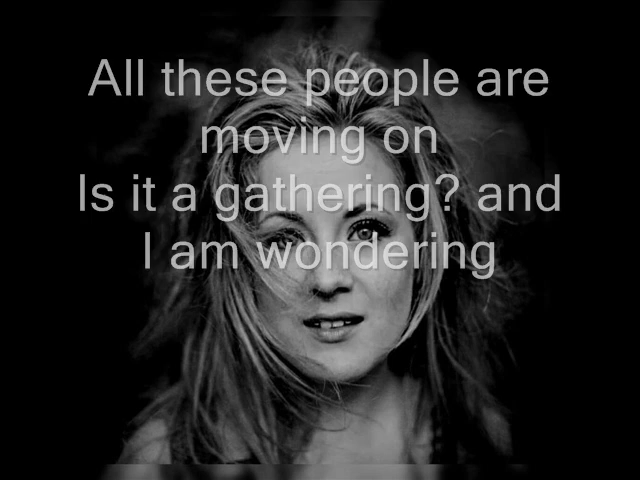 All these people are
moving on
Is it a gathering? and
I am wondering